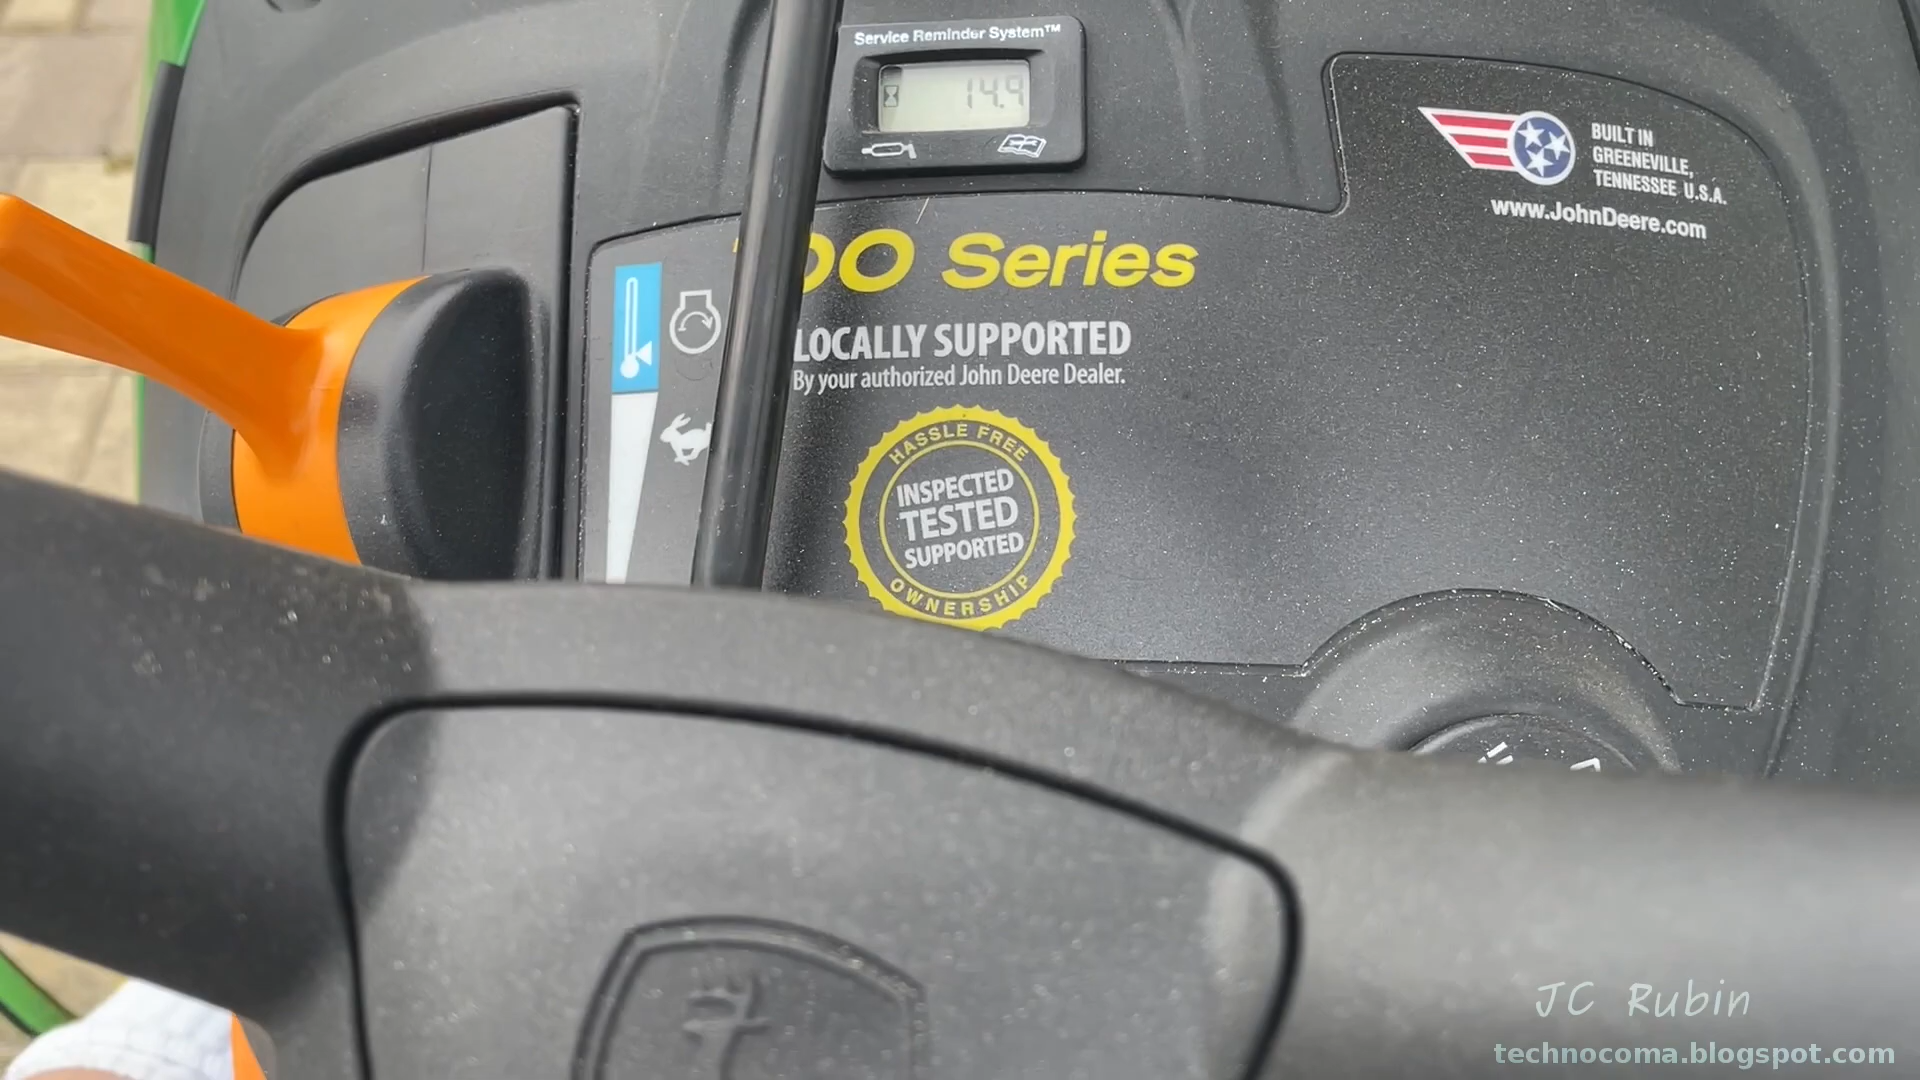 Service Reminder System™
14.9
BUILT IN
GREENEVILLE,
TENNESSEE U.S.A.
www.JohnDeere.com
00 Series
LOCALLY SUPPORTED
By your authorized John Deere Dealer.
HASSLE FREE
INSPECTED
TESTED
SUPPORTED
OWNERSHIP
JC Rubin
technocoma.blogspot.com